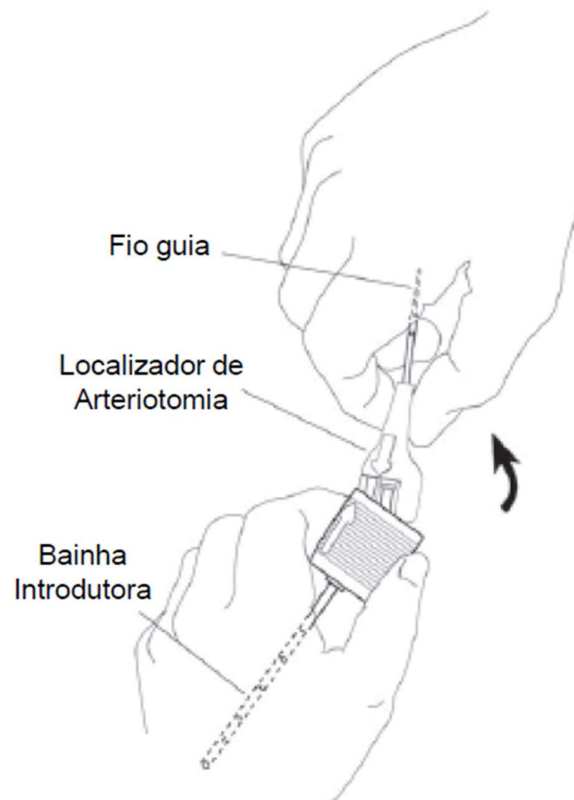 Fio guia
Localizador de
Arteriotomia
Bainha
Introdutora